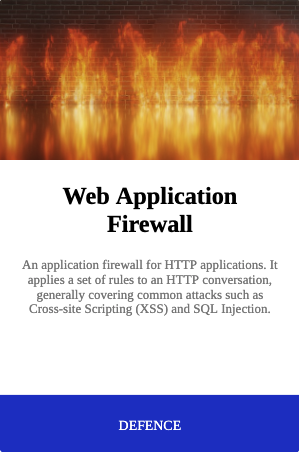 Web Application
Firewall
An application firewall for HTTP applications. It
applies a set of rules to an HTTP conversation,
generally covering common attacks such as
Cross-site Scripting (XSS) and SQL Injection.
DEFENCE